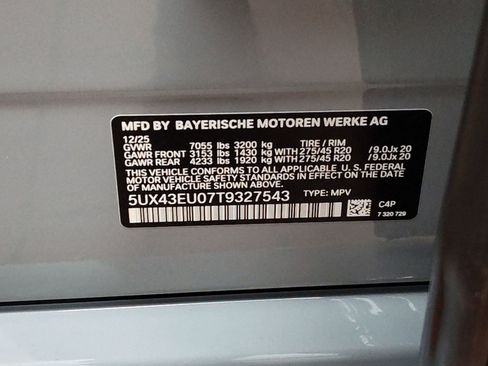 MFD BY BAYERISCHE MOTOREN WERKE AG
12/25
GVWR 7055 lbs 3200 kg TIRE / RIM
GAWR FRONT 3153 lbs 1430 kg WITH 275/45 R20 / 9.0Jx 20
GAWR REAR 4233 lbs 1920 kg WITH 275/45 R20 / 9.0Jx 20
THIS VEHICLE CONFORMS TO ALL APPLICABLE U. S. FEDERAL
MOTOR VEHICLE SAFETY STANDARDS IN EFFECT ON THE DATE
OF MANUFACTURE SHOWN ABOVE.
5UX43EU07T9327543 TYPE: MPV
C4P
7 320 729